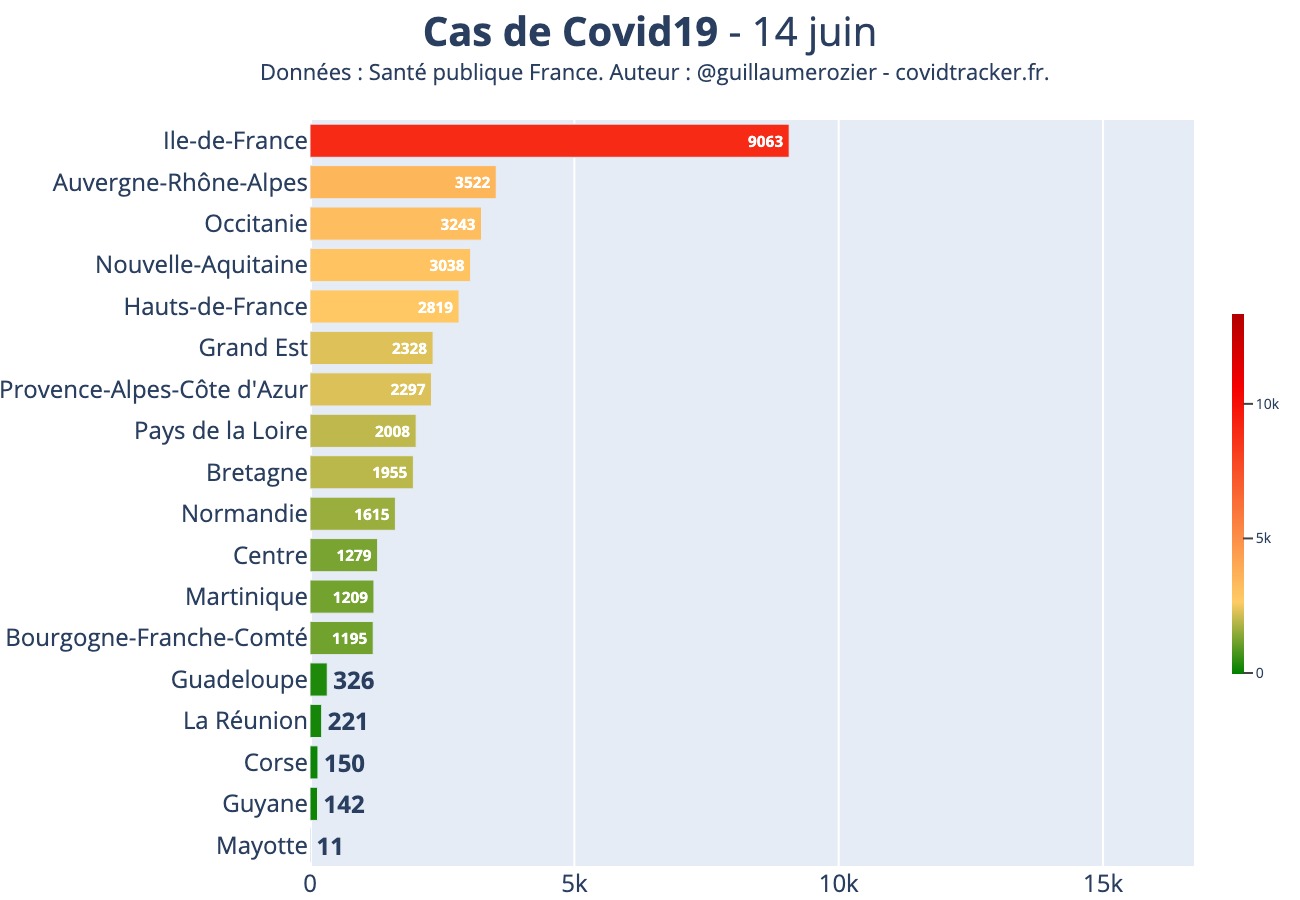 Cas de Covid19 - 14 juin
Données : Santé publique France. Auteur : @guillaumerozier - covidtracker.fr.
Ile-de-France 9063
Auvergne-Rhône-Alpes 3522
Occitanie 3243
Nouvelle-Aquitaine 3038
Hauts-de-France 2819
Grand Est 2328
Provence-Alpes-Côte d'Azur 2297
Pays de la Loire 2008
Bretagne 1955
Normandie 1615
Centre 1279
Martinique 1209
Bourgogne-Franche-Comté 1195
Guadeloupe 326
La Réunion 221
Corse 150
Guyane 142
Mayotte 11
0 5k 10k 15k
10k
5k
0